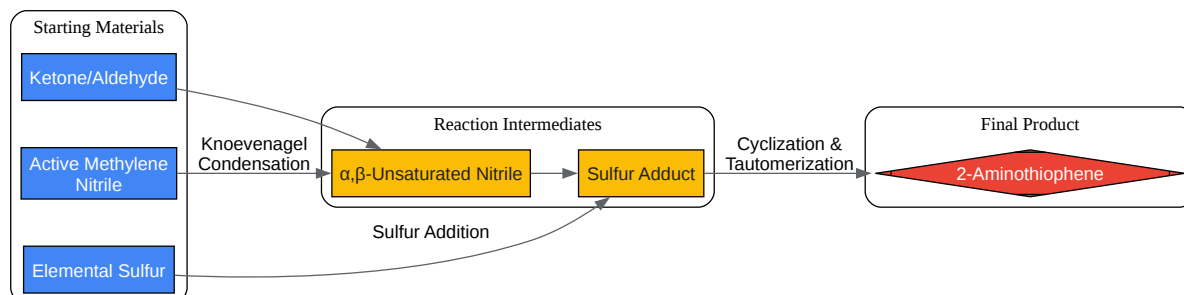 Starting Materials
Ketone/Aldehyde
Active Methylene
Nitrile
Elemental Sulfur
Knoevenagel
Condensation
Sulfur Addition
Reaction Intermediates
α,β-Unsaturated Nitrile
Sulfur Adduct
Cyclization &
Tautomerization
Final Product
2-Aminothiophene